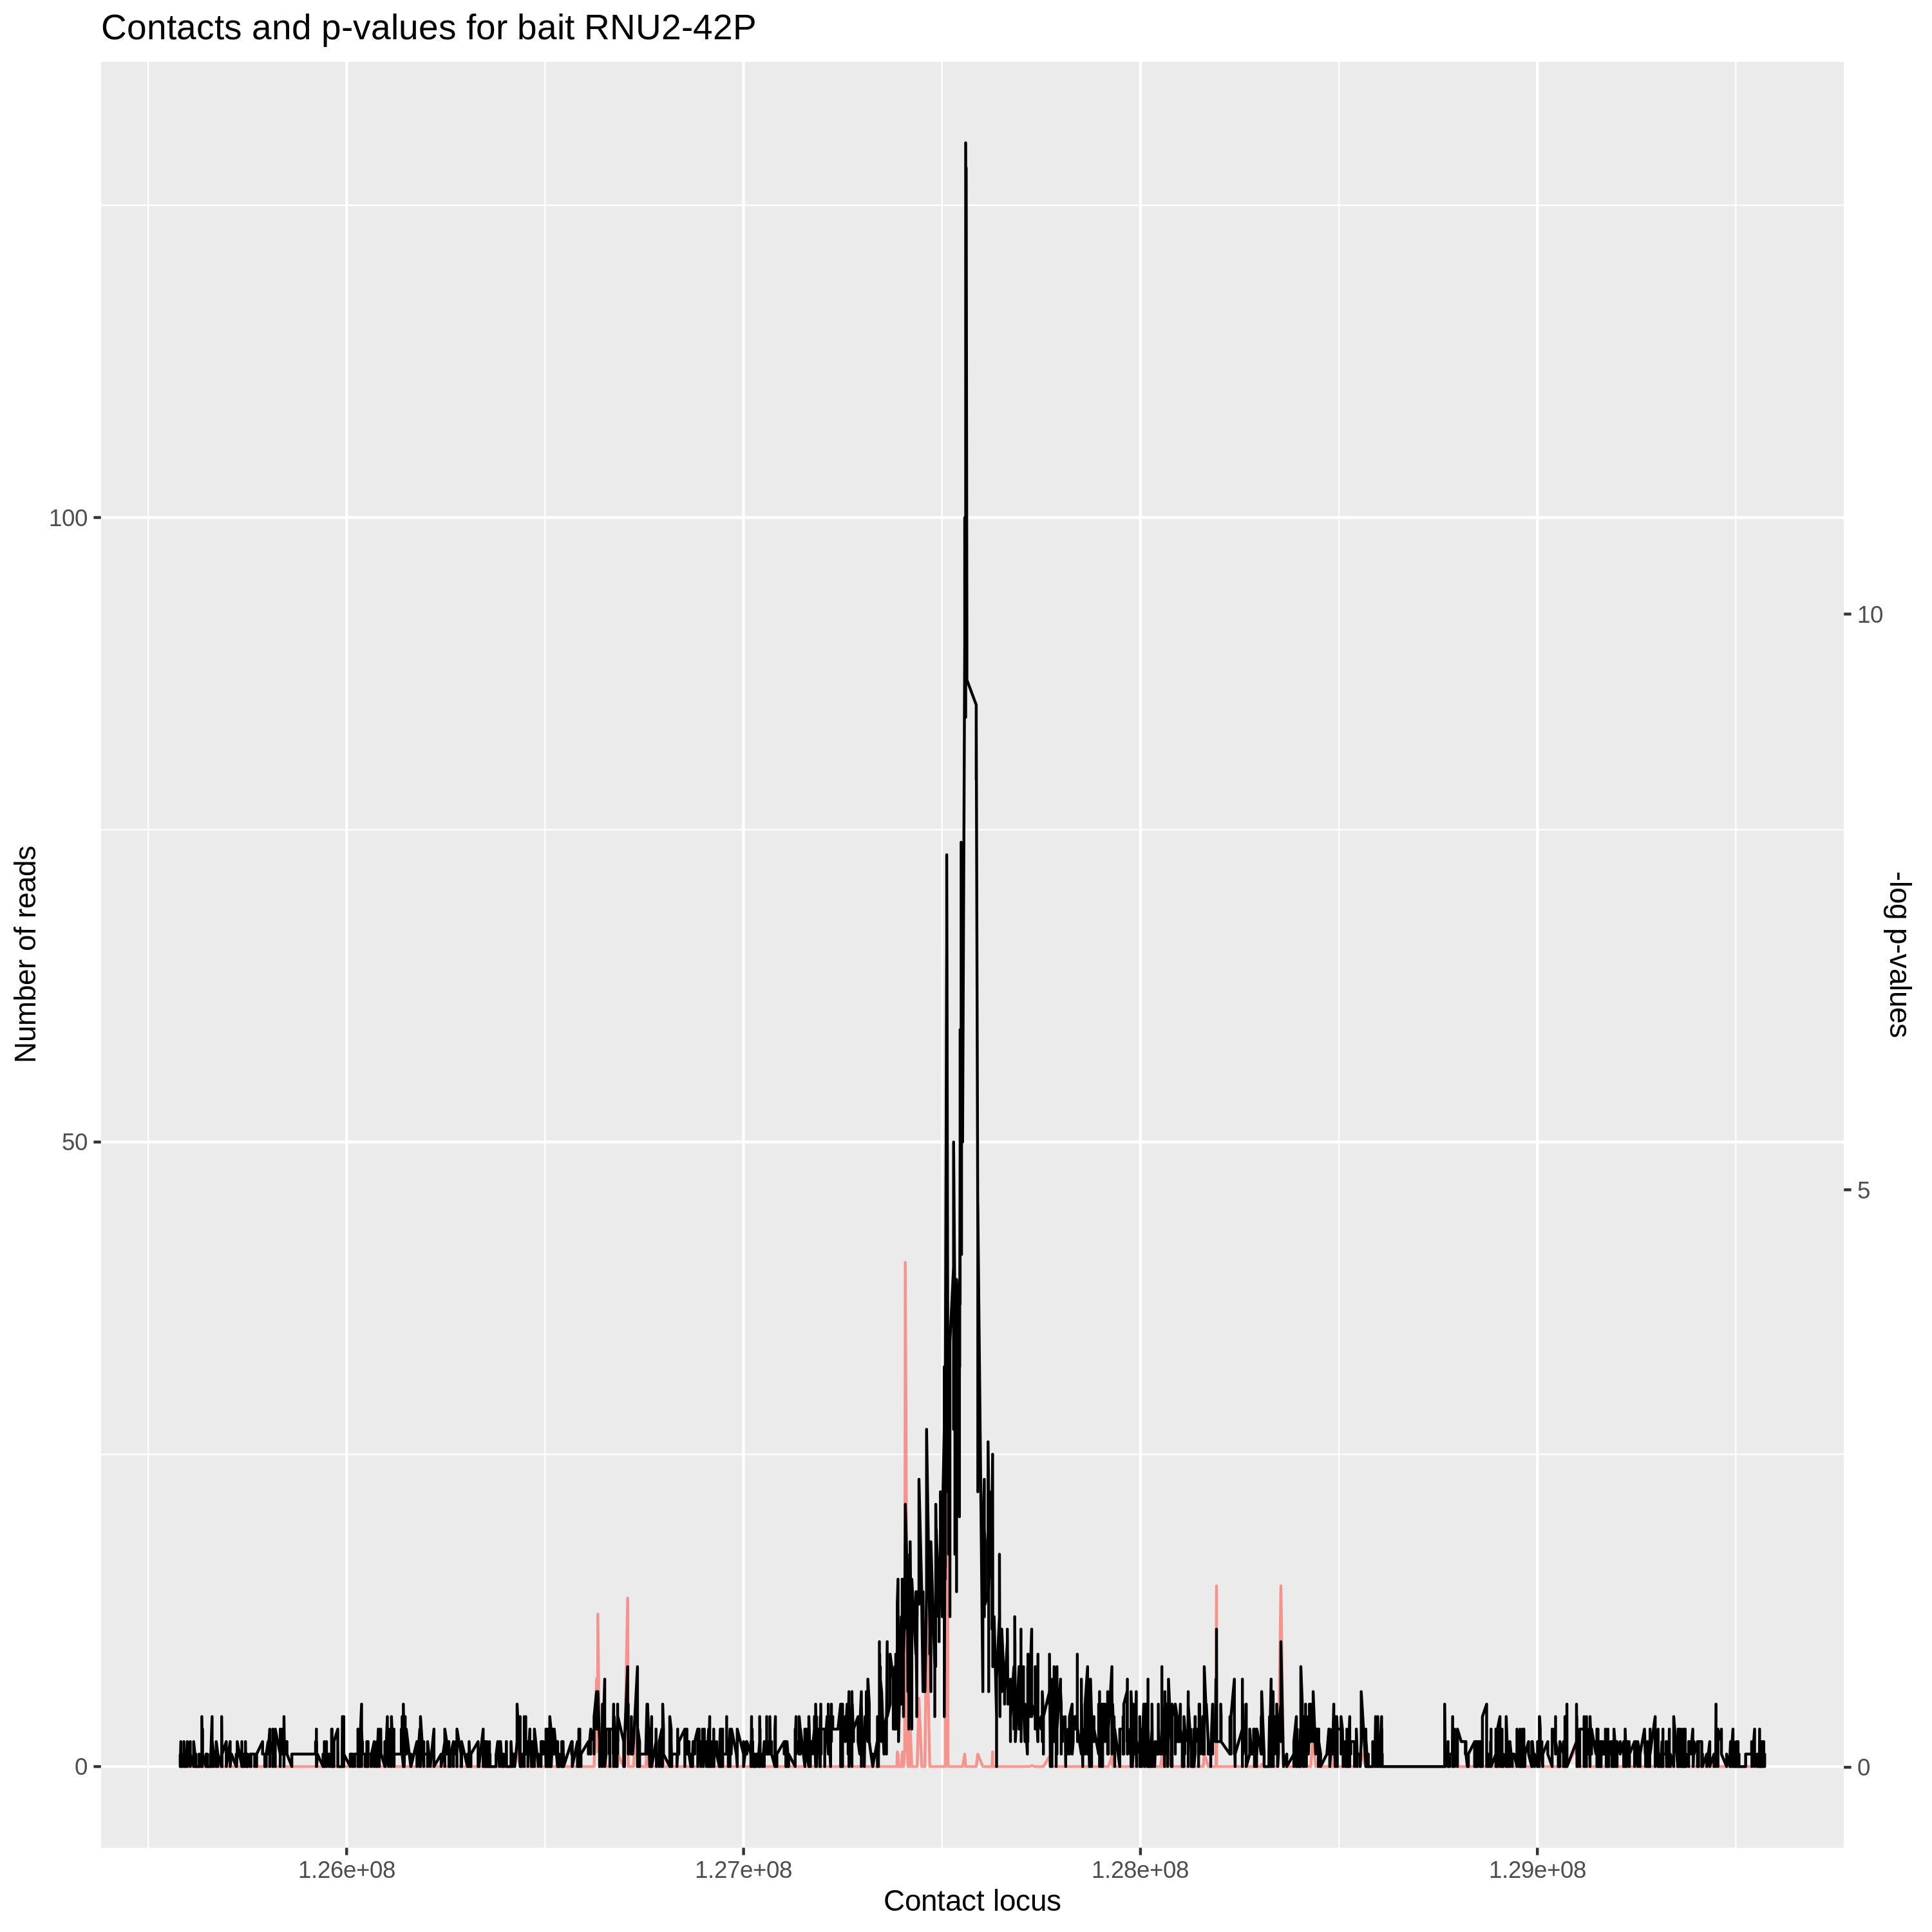 Contacts and p-values for bait RNU2-42P
100
50
0
Number of reads
10
5
0
-log p-values
1.26e+08
1.27e+08
1.28e+08
1.29e+08
Contact locus